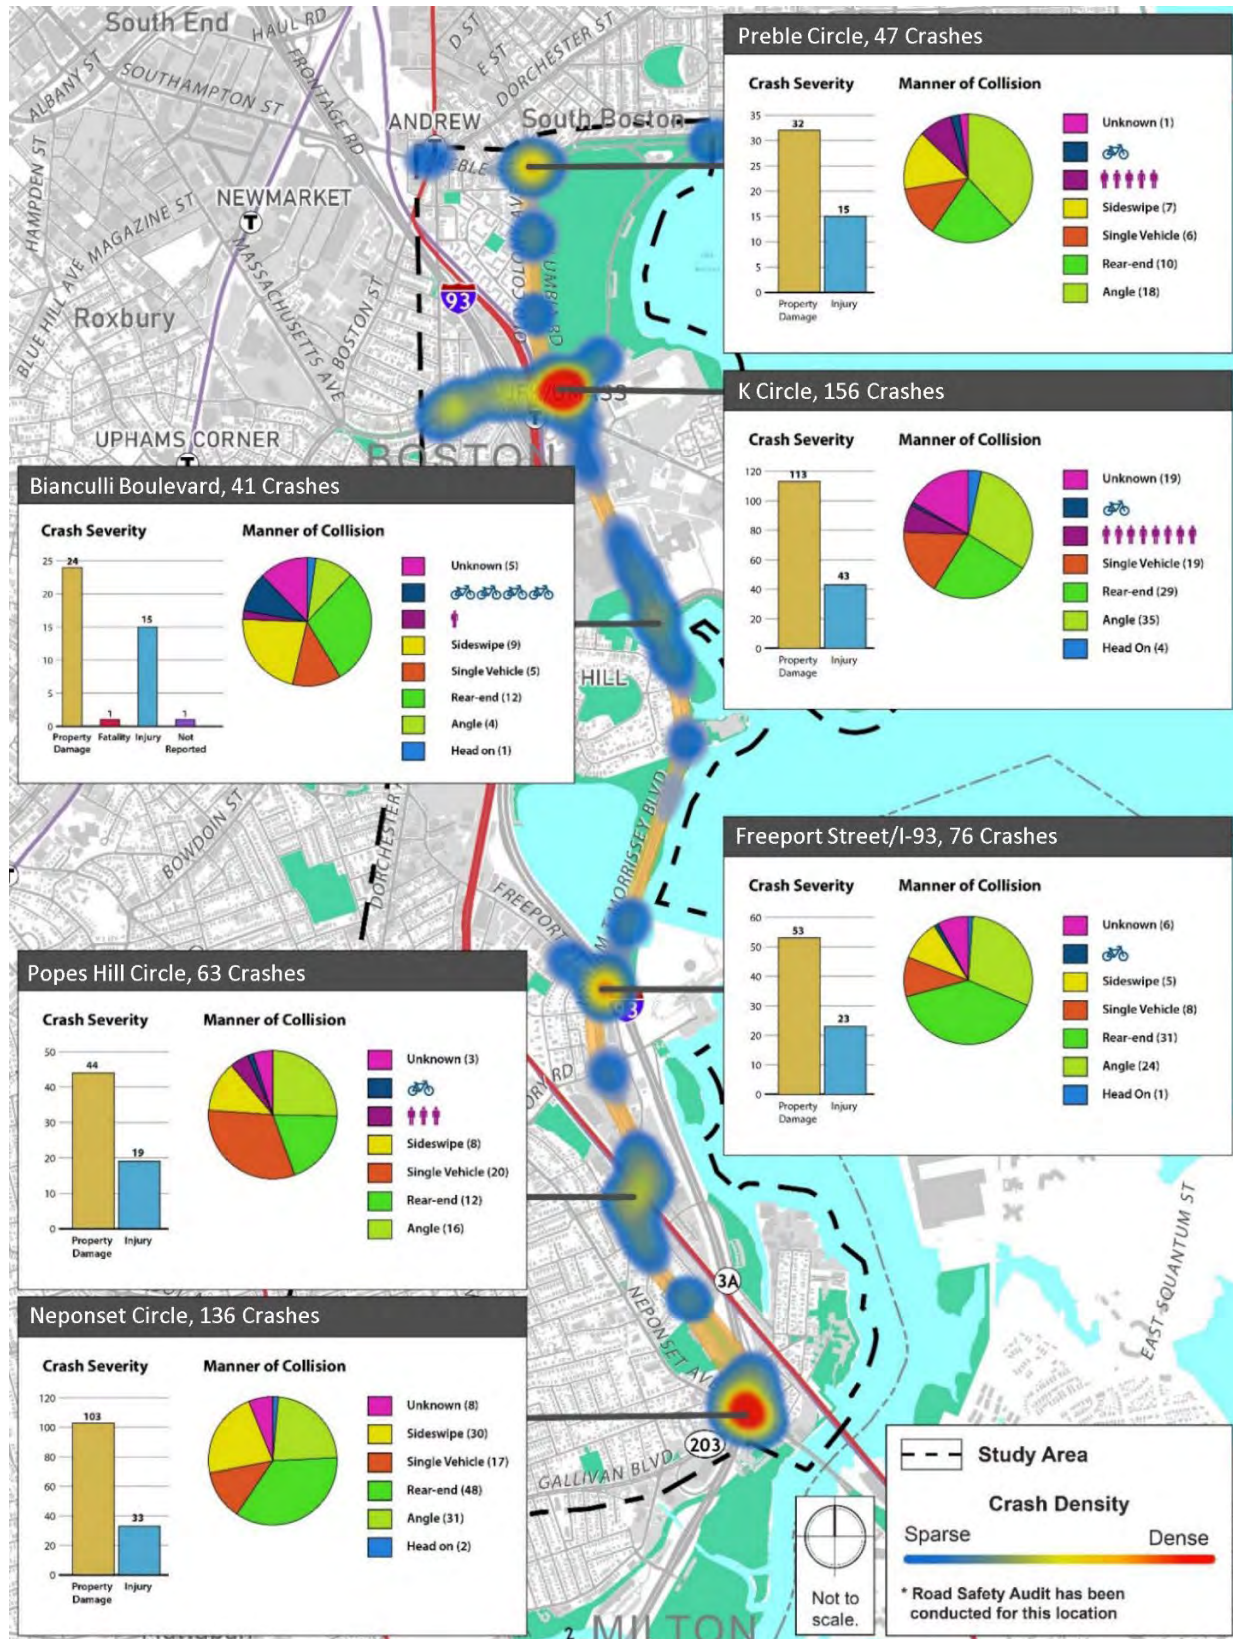 South End
HAUL RD
FRONTAGE RD
ALBANY ST
SOUTHAMPTON ST
D ST
E ST
DORCHESTER ST
ANDREW
South Boston
HAMPDEN ST
NEWMARKET
T
BLUE HILL AVE
MAGAZINE ST
MASSACHUSETTS AVE
BOSTON ST
Roxbury
93
UPHAMS CORNER
T
BOSTON
Preble Circle, 47 Crashes
Crash Severity
35
30
25
20
15
10
5
0
32
15
Property
Damage
Injury
Manner of Collision
Unknown (1)
Sideswipe (7)
Single Vehicle (6)
Rear-end (10)
Angle (18)
K Circle, 156 Crashes
Crash Severity
120
100
80
60
40
20
0
113
43
Property
Damage
Injury
Manner of Collision
Unknown (19)
Single Vehicle (19)
Rear-end (29)
Angle (35)
Head On (4)
Bianculli Boulevard, 41 Crashes
Crash Severity
25
20
15
10
5
0
24
1
15
1
Property
Damage
Fatality
Injury
Not
Reported
Manner of Collision
Unknown (5)
Sideswipe (9)
Single Vehicle (5)
Rear-end (12)
Angle (4)
Head on (1)
HILL
BOWDOIN ST
FREEPORT
MORRISSEY BLVD
Freeport Street/I-93, 76 Crashes
Crash Severity
60
50
40
30
20
10
0
53
23
Property
Damage
Injury
Manner of Collision
Unknown (6)
Sideswipe (5)
Single Vehicle (8)
Rear-end (31)
Angle (24)
Head On (1)
Popes Hill Circle, 63 Crashes
Crash Severity
50
40
30
20
10
0
44
19
Property
Damage
Injury
Manner of Collision
Unknown (3)
Sideswipe (8)
Single Vehicle (20)
Rear-end (12)
Angle (16)
3A
NEPONSET AV
EAST SQUANTUM ST
Neponset Circle, 136 Crashes
Crash Severity
120
100
80
60
40
20
0
103
33
Property
Damage
Injury
Manner of Collision
Unknown (8)
Sideswipe (30)
Single Vehicle (17)
Rear-end (48)
Angle (31)
Head on (2)
203
GALLIVAN BLVD
MILTON
2
Not to
scale.
Study Area
Crash Density
Sparse
Dense
* Road Safety Audit has been
conducted for this location